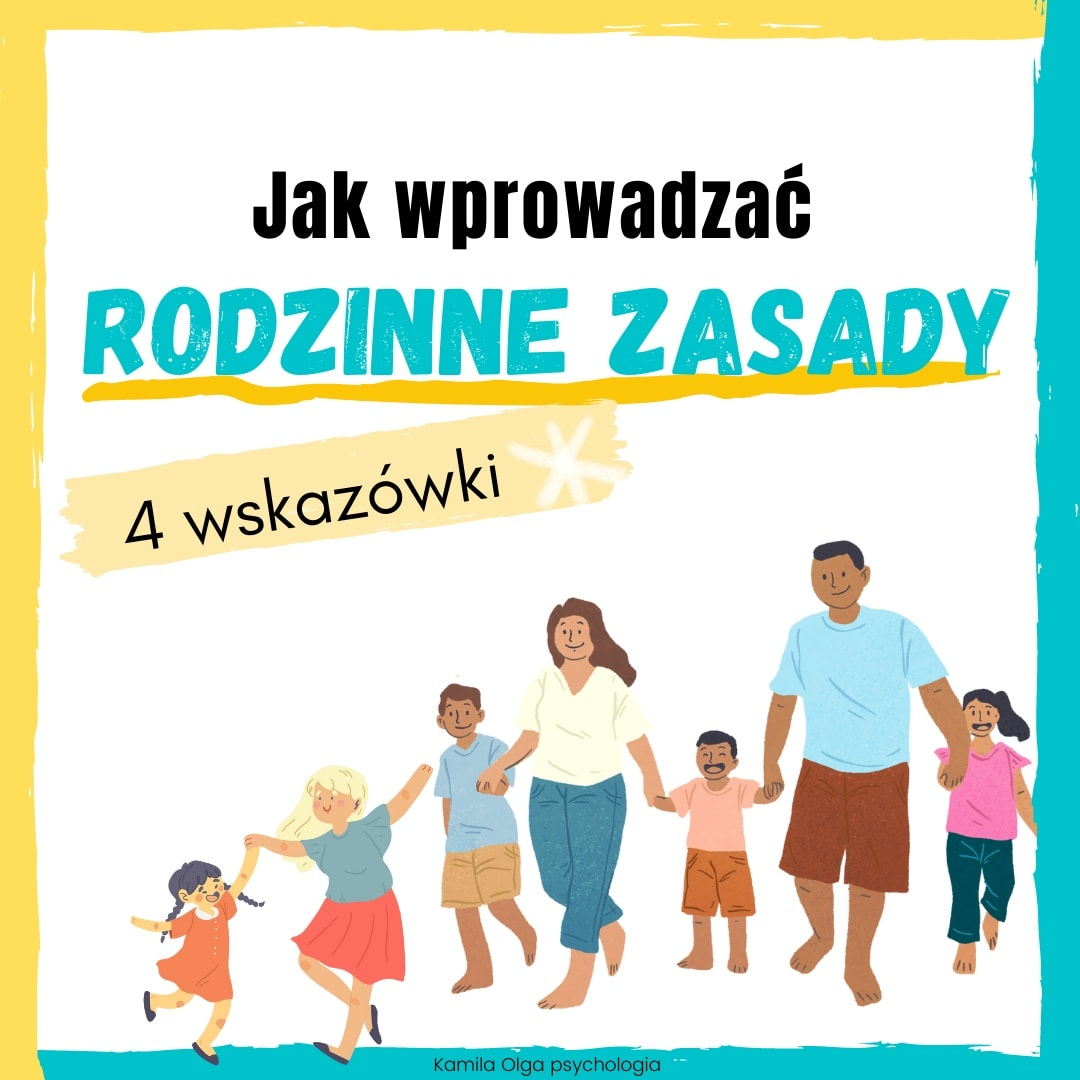 Jak wprowadzać
RODZINNE ZASADY
4 wskazówki
Kamila Olga psychologia